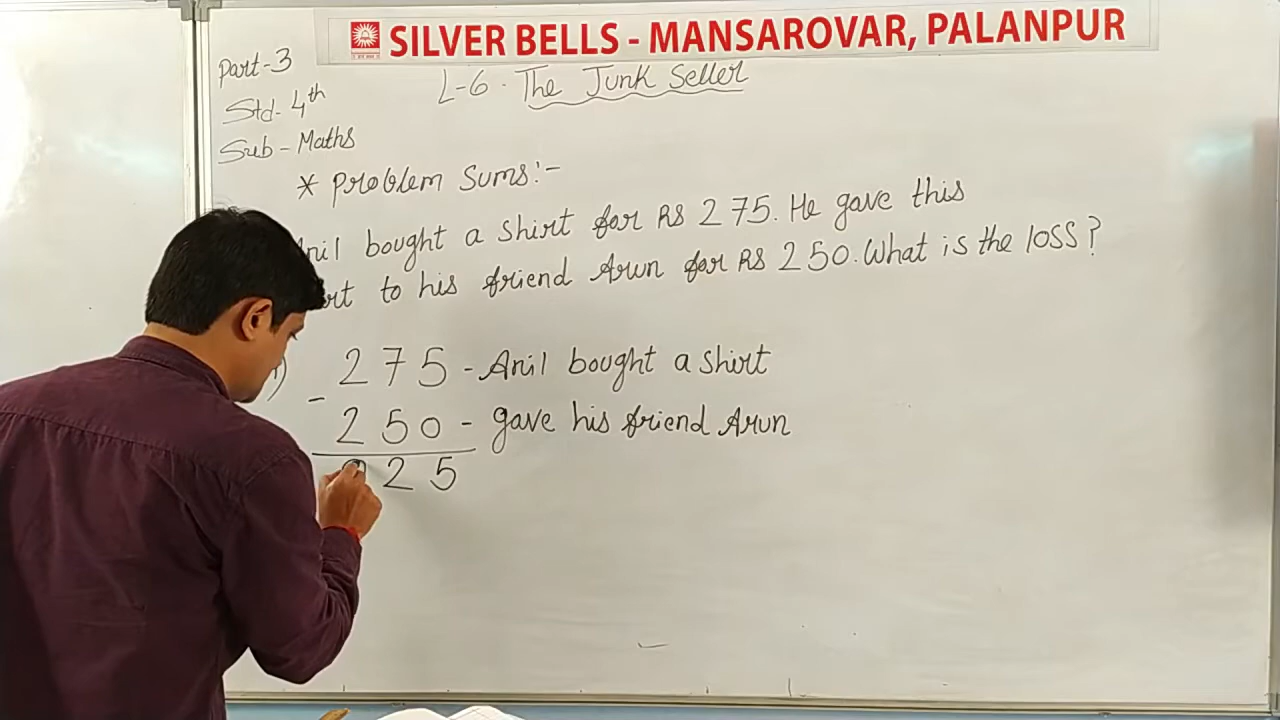 SILVER BELLS - MANSAROVAR, PALANPUR
Part-3
L-6. The Junk Seller
Std- 4th
Sub - Maths
* Problem Sums:-
nil bought a shirt for RS 275. He gave this
rt to his friend Arun for RS 250. What is the loss?
275 - Anil bought a shirt
- 250 - gave his friend Arun
25